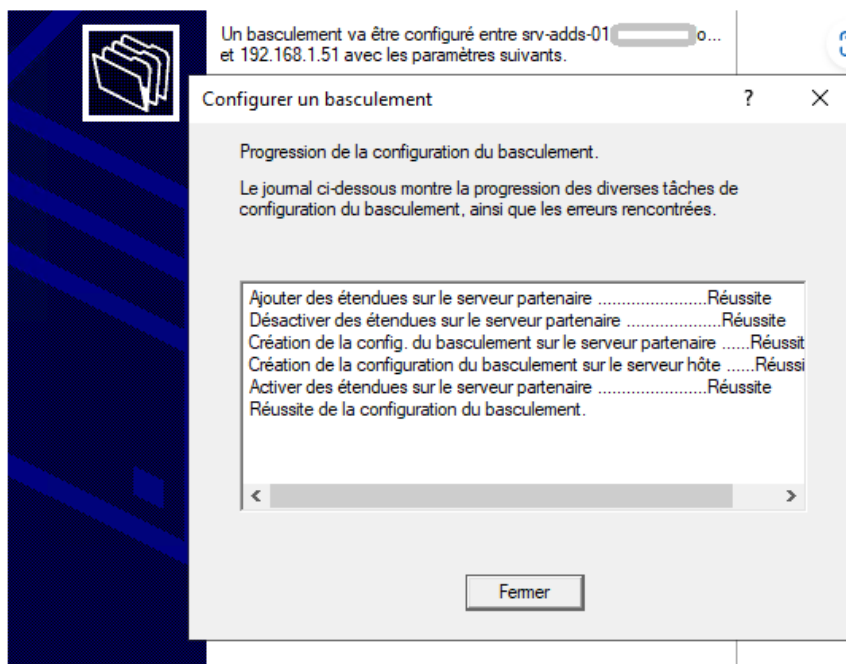 Un basculement va être configuré entre srv-adds-01 o...
et 192.168.1.51 avec les paramètres suivants.
Configurer un basculement ? ×
Progression de la configuration du basculement.
Le journal ci-dessous montre la progression des diverses tâches de
configuration du basculement, ainsi que les erreurs rencontrées.
Ajouter des étendues sur le serveur partenaire .......................Réussite
Désactiver des étendues sur le serveur partenaire ....................Réussite
Création de la config. du basculement sur le serveur partenaire ......Réussit
Création de la configuration du basculement sur le serveur hôte ......Réussi
Activer des étendues sur le serveur partenaire .......................Réussite
Réussite de la configuration du basculement.
Fermer